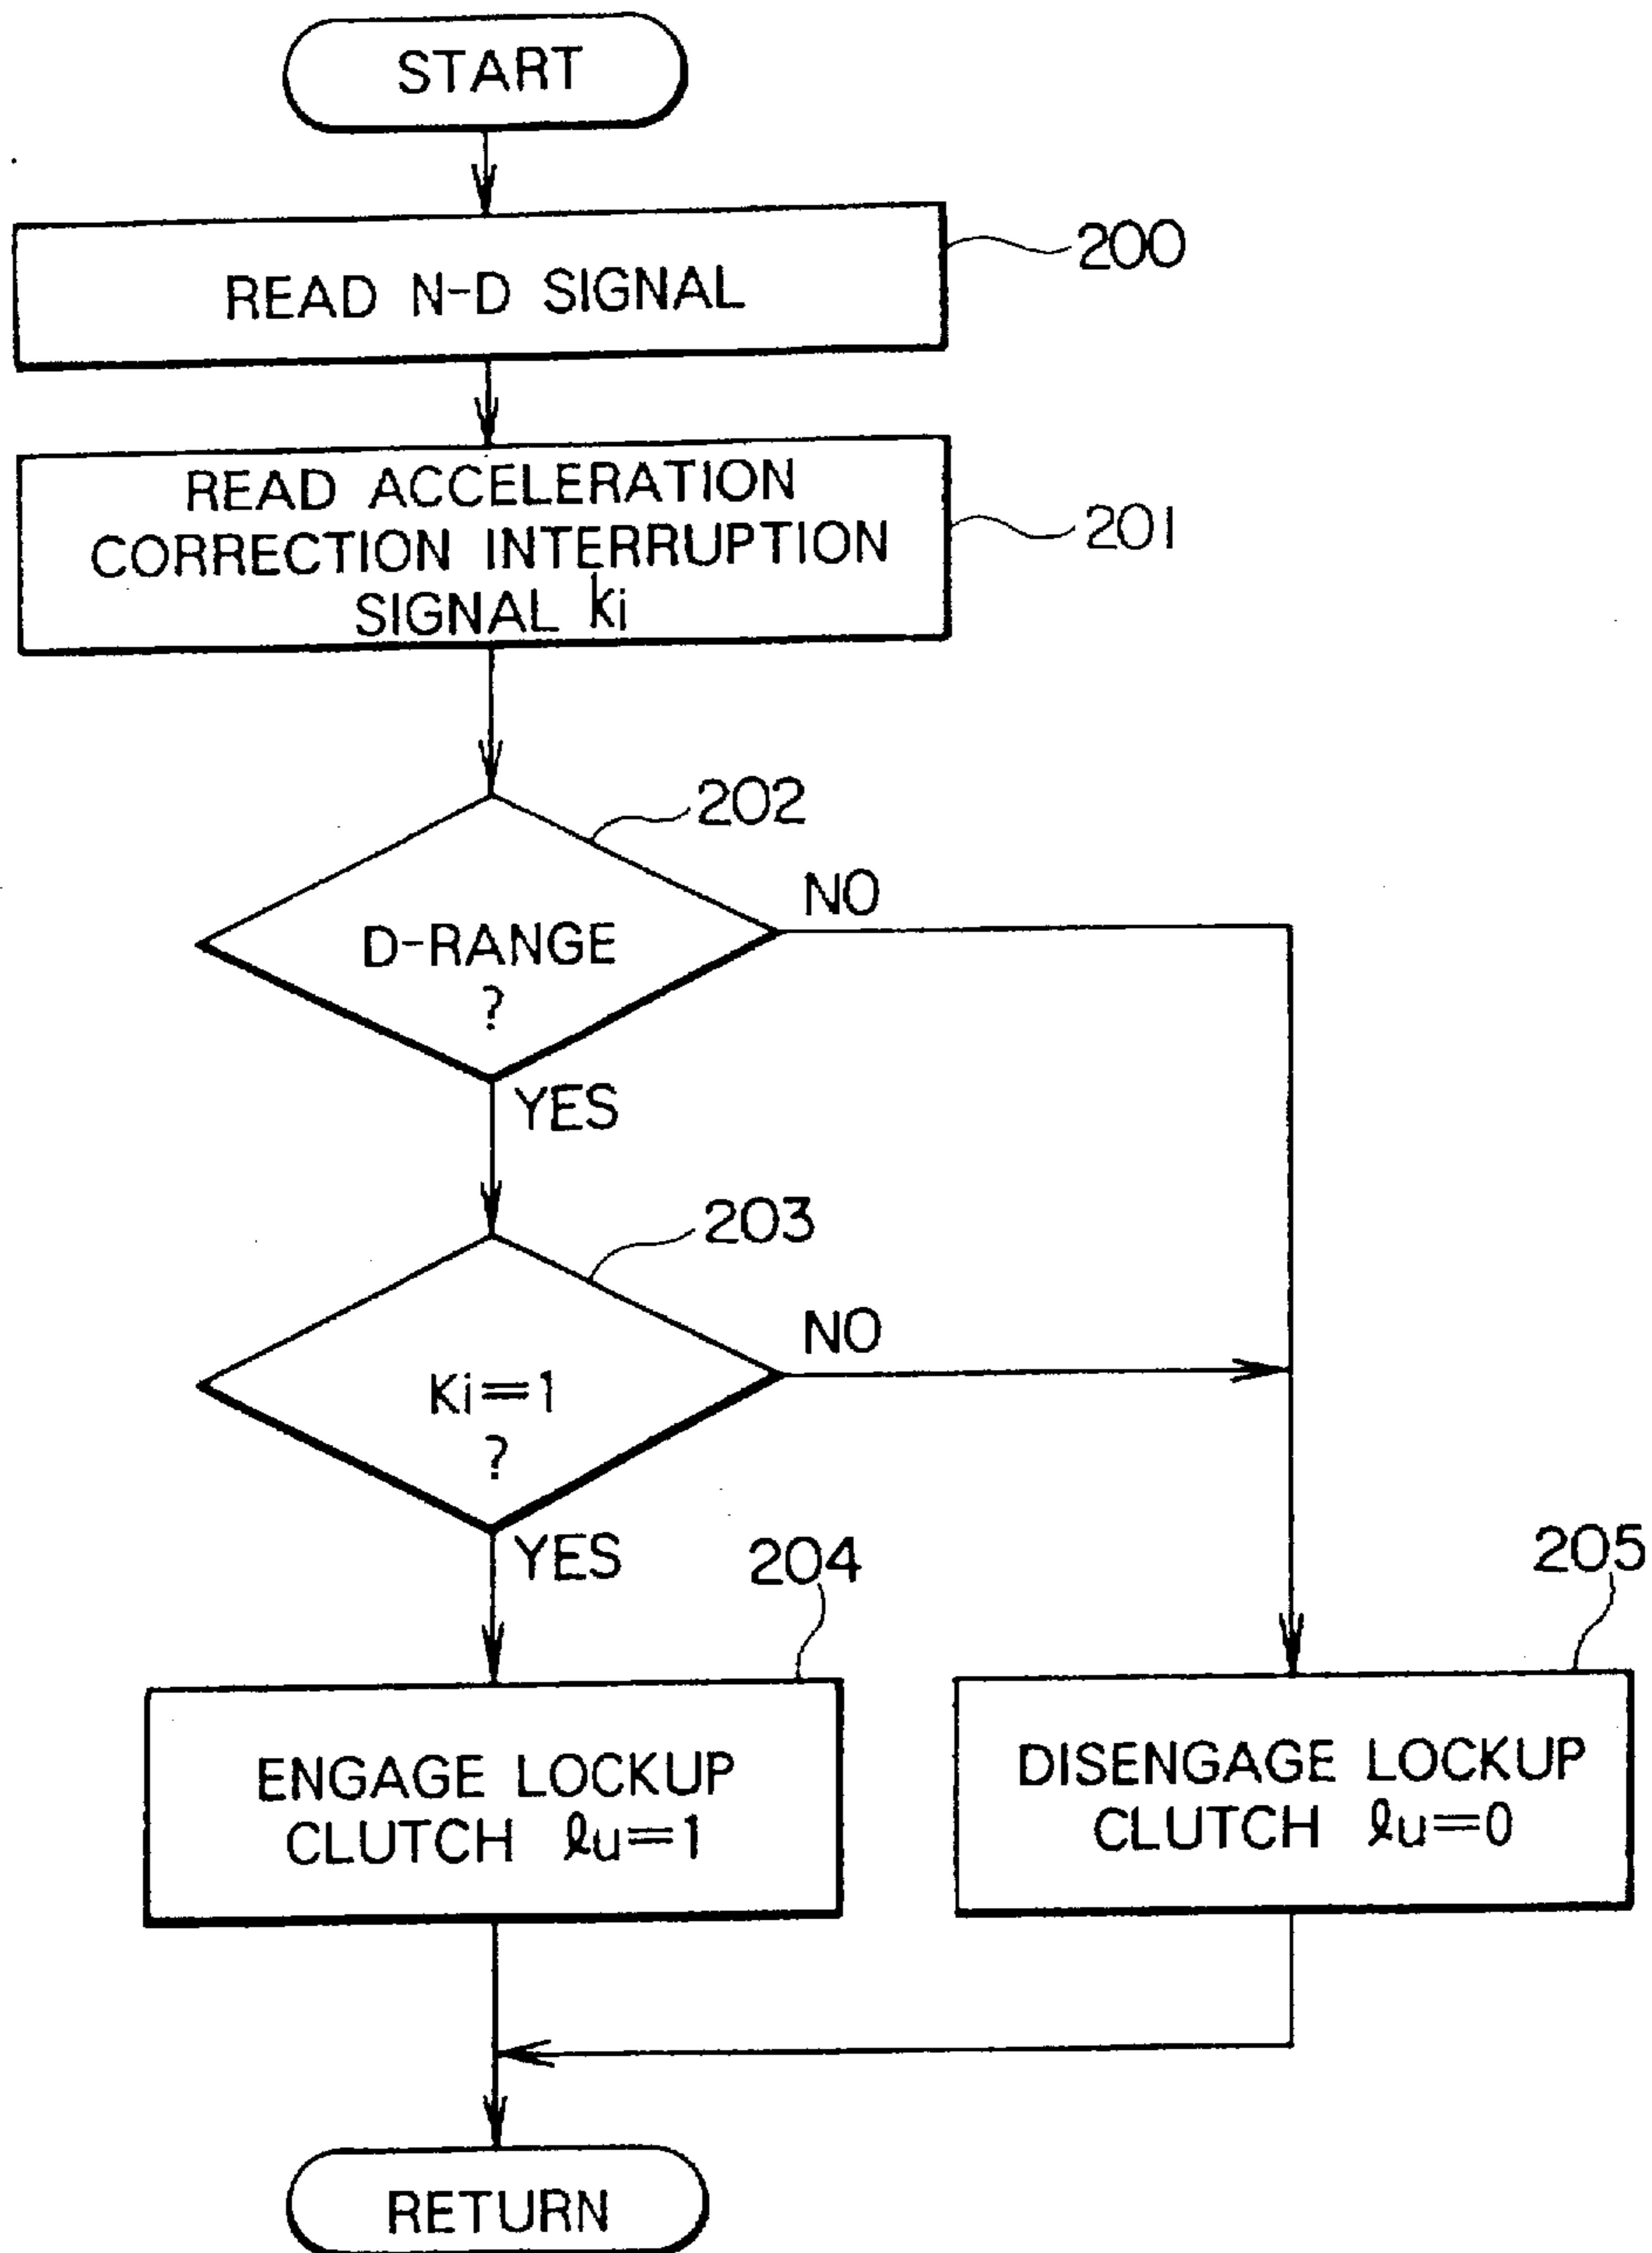 START
200
READ N-D SIGNAL
READ ACCELERATION
CORRECTION INTERRUPTION
SIGNAL ki
201
202
NO
D-RANGE
?
YES
203
NO
Ki=1
?
YES
204
205
ENGAGE LOCKUP
CLUTCH ℓu=1
DISENGAGE LOCKUP
CLUTCH ℓu=0
RETURN